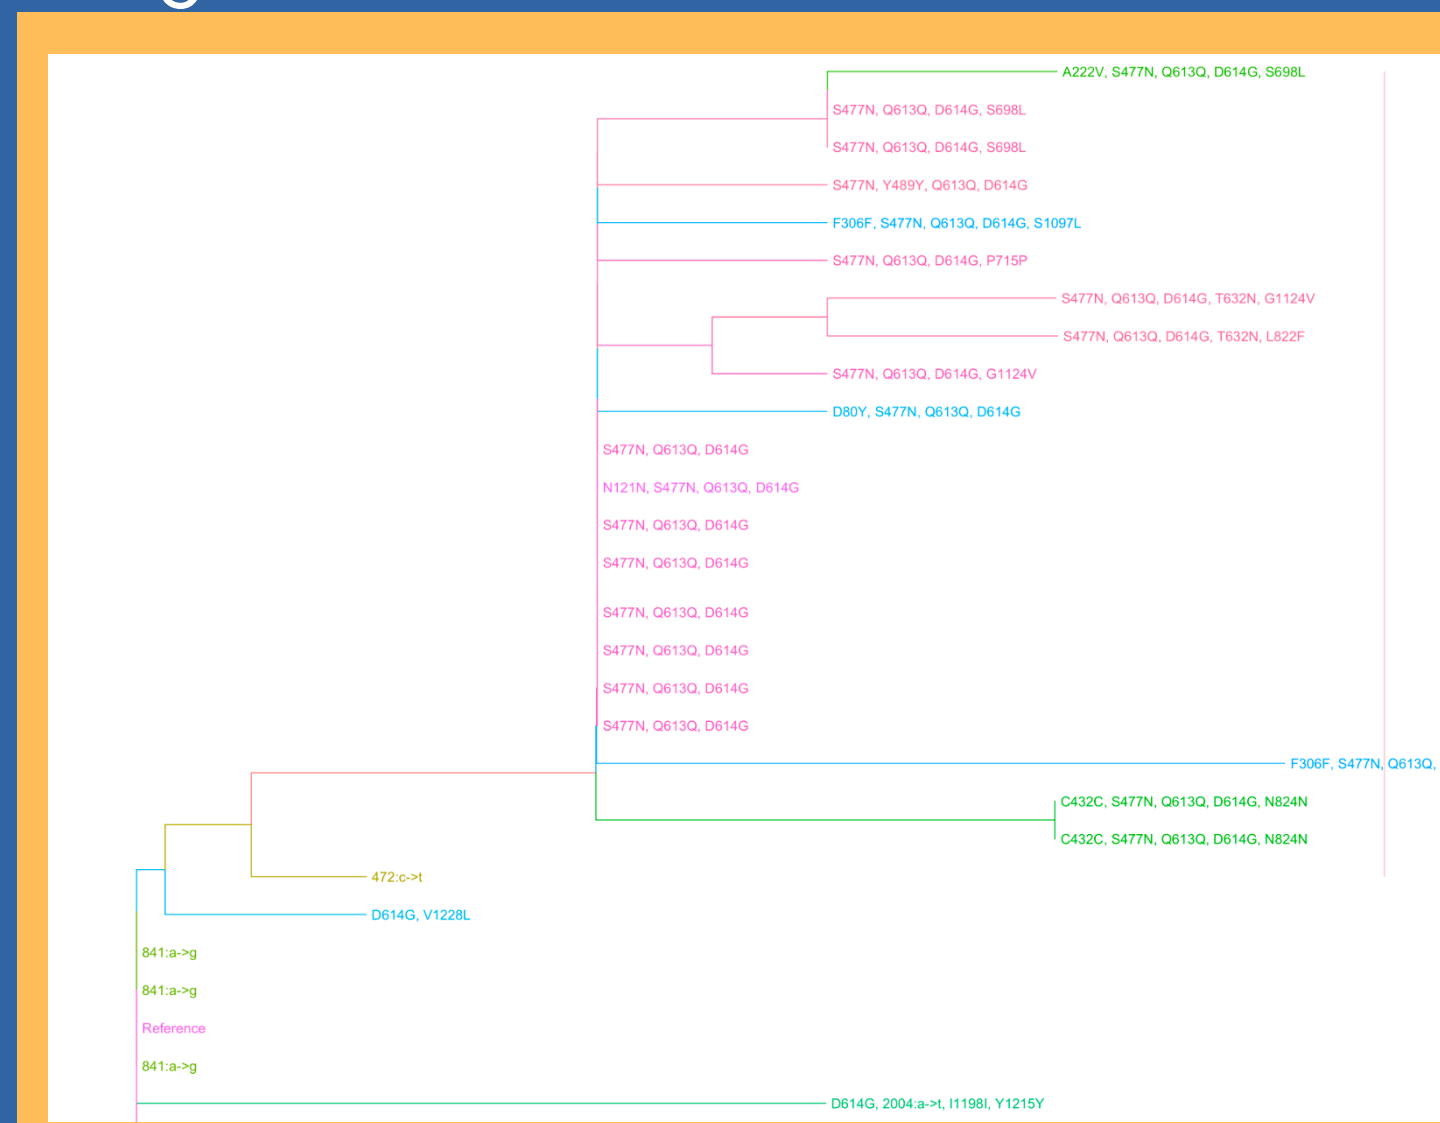 A222V, S477N, Q613Q, D614G, S698L
S477N, Q613Q, D614G, S698L
S477N, Q613Q, D614G, S698L
S477N, Y489Y, Q613Q, D614G
F306F, S477N, Q613Q, D614G, S1097L
S477N, Q613Q, D614G, P715P
S477N, Q613Q, D614G, T632N, G1124V
S477N, Q613Q, D614G, T632N, L822F
S477N, Q613Q, D614G, G1124V
D80Y, S477N, Q613Q, D614G
S477N, Q613Q, D614G
N121N, S477N, Q613Q, D614G
S477N, Q613Q, D614G
S477N, Q613Q, D614G
S477N, Q613Q, D614G
S477N, Q613Q, D614G
S477N, Q613Q, D614G
S477N, Q613Q, D614G
F306F, S477N, Q613Q,
C432C, S477N, Q613Q, D614G, N824N
C432C, S477N, Q613Q, D614G, N824N
472:c->t
D614G, V1228L
841:a->g
841:a->g
Reference
841:a->g
D614G, 2004:a->t, I1198I, Y1215Y